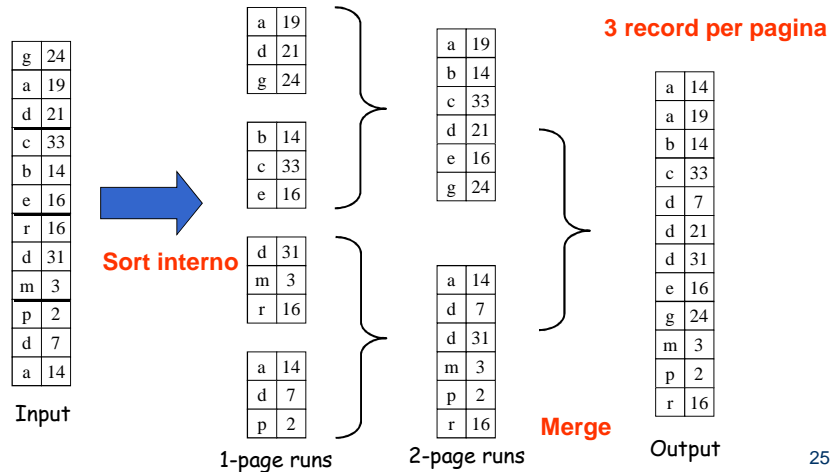 3 record per pagina
g 24
a 19
d 21
c 33
b 14
e 16
r 16
d 31
m 3
p 2
d 7
a 14
Input
Sort interno
a 19
d 21
g 24
b 14
c 33
e 16
d 31
m 3
r 16
a 14
d 7
p 2
1-page runs
a 19
b 14
c 33
d 21
e 16
g 24
a 14
d 7
d 31
m 3
p 2
r 16
2-page runs
Merge
a 14
a 19
b 14
c 33
d 7
d 21
d 31
e 16
g 24
m 3
p 2
r 16
Output
25